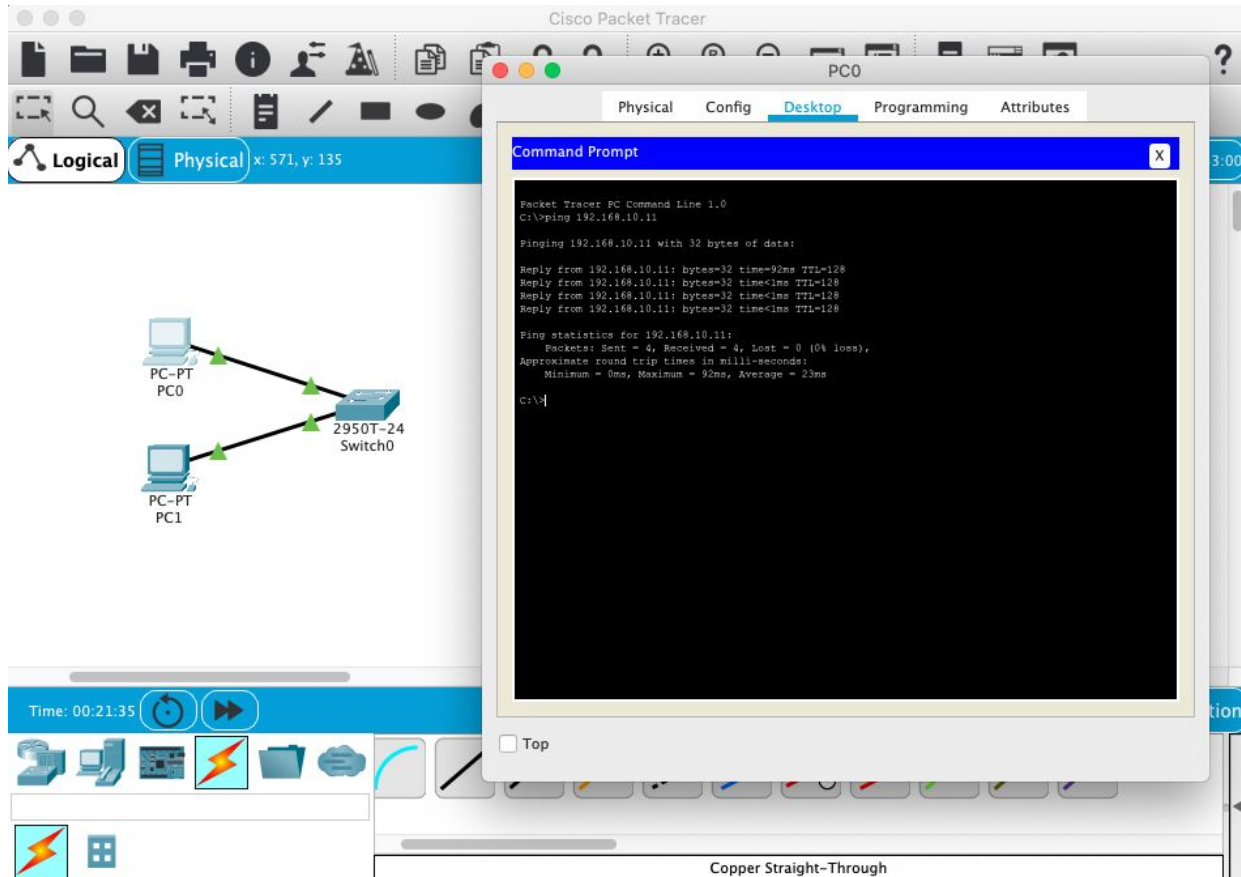 Cisco Packet Tracer
PC0
Physical Config Desktop Programming Attributes
Logical Physical x: 571, y: 135
3:00
Command Prompt X
Packet Tracer PC Command Line 1.0
C:\>ping 192.168.10.11
Pinging 192.168.10.11 with 32 bytes of data:
Reply from 192.168.10.11: bytes=32 time=92ms TTL=128
Reply from 192.168.10.11: bytes=32 time<1ms TTL=128
Reply from 192.168.10.11: bytes=32 time<1ms TTL=128
Reply from 192.168.10.11: bytes=32 time<1ms TTL=128
Ping statistics for 192.168.10.11:
Packets: Sent = 4, Received = 4, Lost = 0 (0% loss),
Approximate round trip times in milli-seconds:
Minimum = 0ms, Maximum = 92ms, Average = 23ms
C:\>
PC-PT
PC0
2950T-24
Switch0
PC-PT
PC1
Time: 00:21:35
tion
Top
Copper Straight-Through